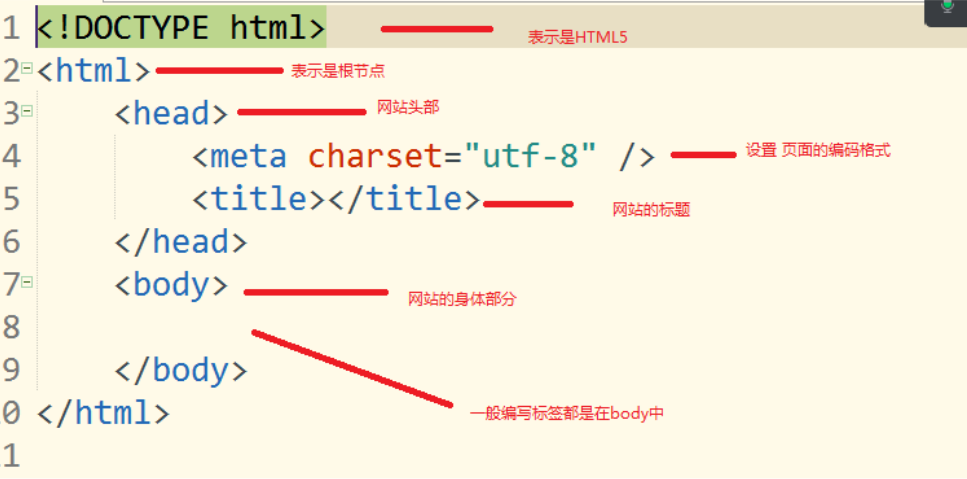 1 <!DOCTYPE html> 表示是HTML5
2 <html> 表示是根节点
3 <head> 网站头部
4 <meta charset="utf-8" /> 设置 页面的编码格式
5 <title></title> 网站的标题
6 </head>
7 <body> 网站的身体部分
8
9 </body>
0 </html> 一般编写标签都是在body中
1